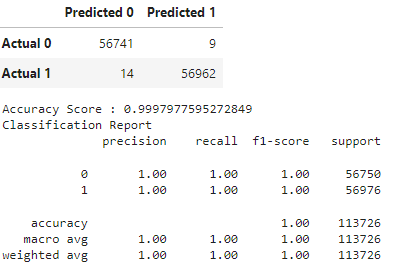 Predicted 0 Predicted 1
Actual 0 56741 9
Actual 1 14 56962
Accuracy Score : 0.9997977595272849
Classification Report
precision recall f1-score support
0 1.00 1.00 1.00 56750
1 1.00 1.00 1.00 56976
accuracy 1.00 113726
macro avg 1.00 1.00 1.00 113726
weighted avg 1.00 1.00 1.00 113726